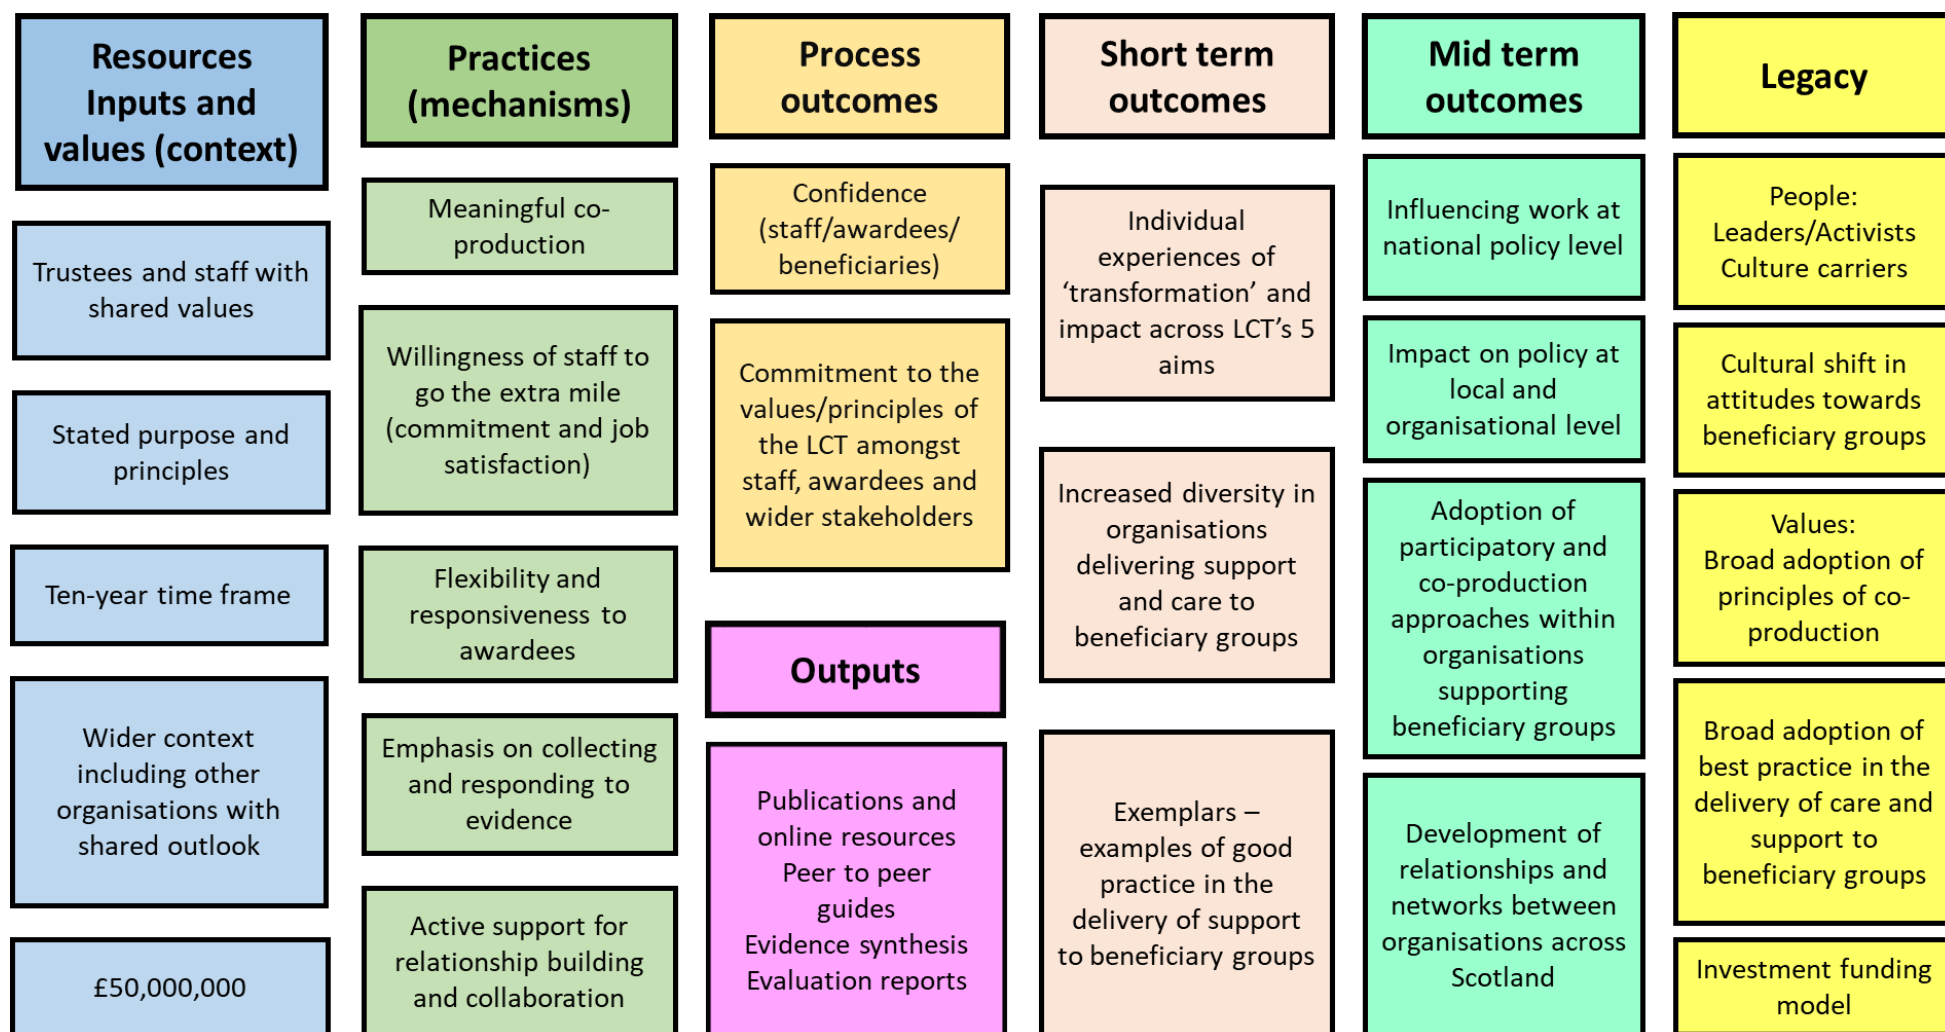 Resources
Inputs and
values (context)
Trustees and staff with
shared values
Stated purpose and
principles
Ten-year time frame
Wider context
including other
organisations with
shared outlook
£50,000,000
Practices
(mechanisms)
Meaningful co-
production
Willingness of staff to
go the extra mile
(commitment and job
satisfaction)
Flexibility and
responsiveness to
awardees
Emphasis on collecting
and responding to
evidence
Active support for
relationship building
and collaboration
Process
outcomes
Confidence
(staff/awardees/
beneficiaries)
Commitment to the
values/principles of
the LCT amongst
staff, awardees and
wider stakeholders
Outputs
Publications and
online resources
Peer to peer
guides
Evidence synthesis
Evaluation reports
Short term
outcomes
Individual
experiences of
‘transformation’ and
impact across LCT’s 5
aims
Increased diversity in
organisations
delivering support
and care to
beneficiary groups
Exemplars –
examples of good
practice in the
delivery of support
to beneficiary groups
Mid term
outcomes
Influencing work at
national policy level
Impact on policy at
local and
organisational level
Adoption of
participatory and
co-production
approaches within
organisations
supporting
beneficiary groups
Development of
relationships and
networks between
organisations across
Scotland
Legacy
People:
Leaders/Activists
Culture carriers
Cultural shift in
attitudes towards
beneficiary groups
Values:
Broad adoption of
principles of co-
production
Broad adoption of
best practice in the
delivery of care and
support to
beneficiary groups
Investment funding
model